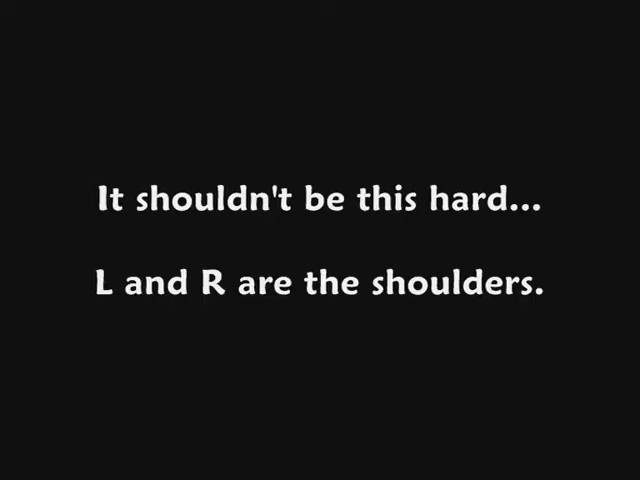 It shouldn't be this hard...
L and R are the shoulders.